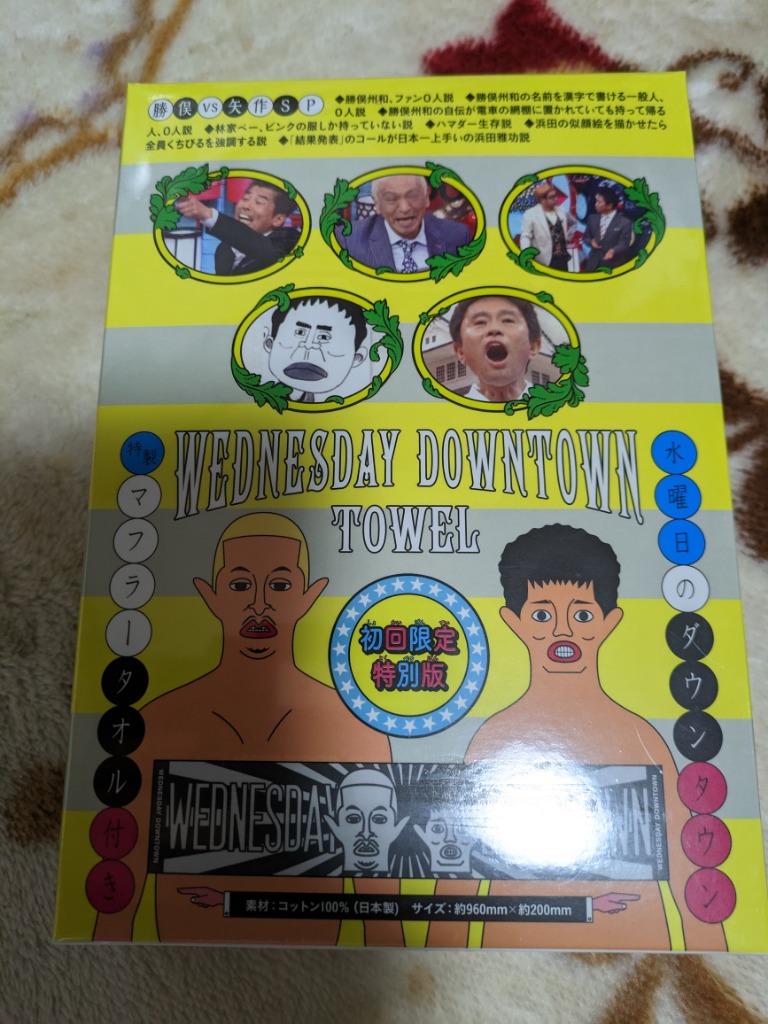 勝俣vs矢作SP
◆勝俣州和、ファン0人説 ◆勝俣州和の名前を漢字で書ける一般人、
0人説 ◆勝俣州和の自伝が電車の網棚に置かれていても持って帰る
人、0人説 ◆林家ペー、ピンクの服しか持っていない説 ◆ハマダー生存説 ◆浜田の似顔絵を描かせたら
全員くちびるを強調する説 ◆「結果発表」のコールが日本一上手いの浜田雅功説
WEDNESDAY DOWNTOWN
TOWEL
水曜日のダウンタウン
特製マフラータオル付き
初回限定
特別版
WEDNESDAY DOWNTOWN
WEDNESDAY
OWN
WEDNESDAY DOWNTOWN
素材：コットン100%（日本製） サイズ：約960mm×約200mm